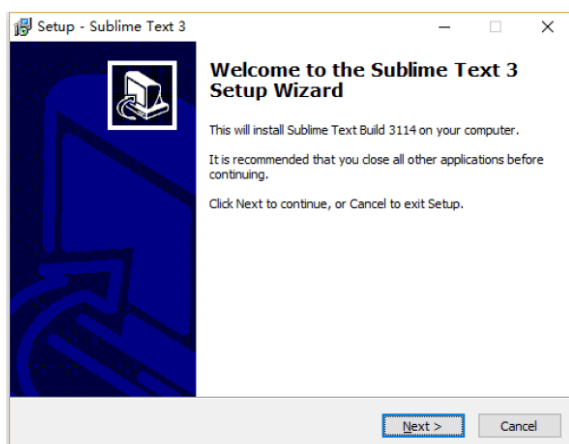 Setup - Sublime Text 3
Welcome to the Sublime Text 3
Setup Wizard
This will install Sublime Text Build 3114 on your computer.
It is recommended that you close all other applications before
continuing.
Click Next to continue, or Cancel to exit Setup.
Next > Cancel